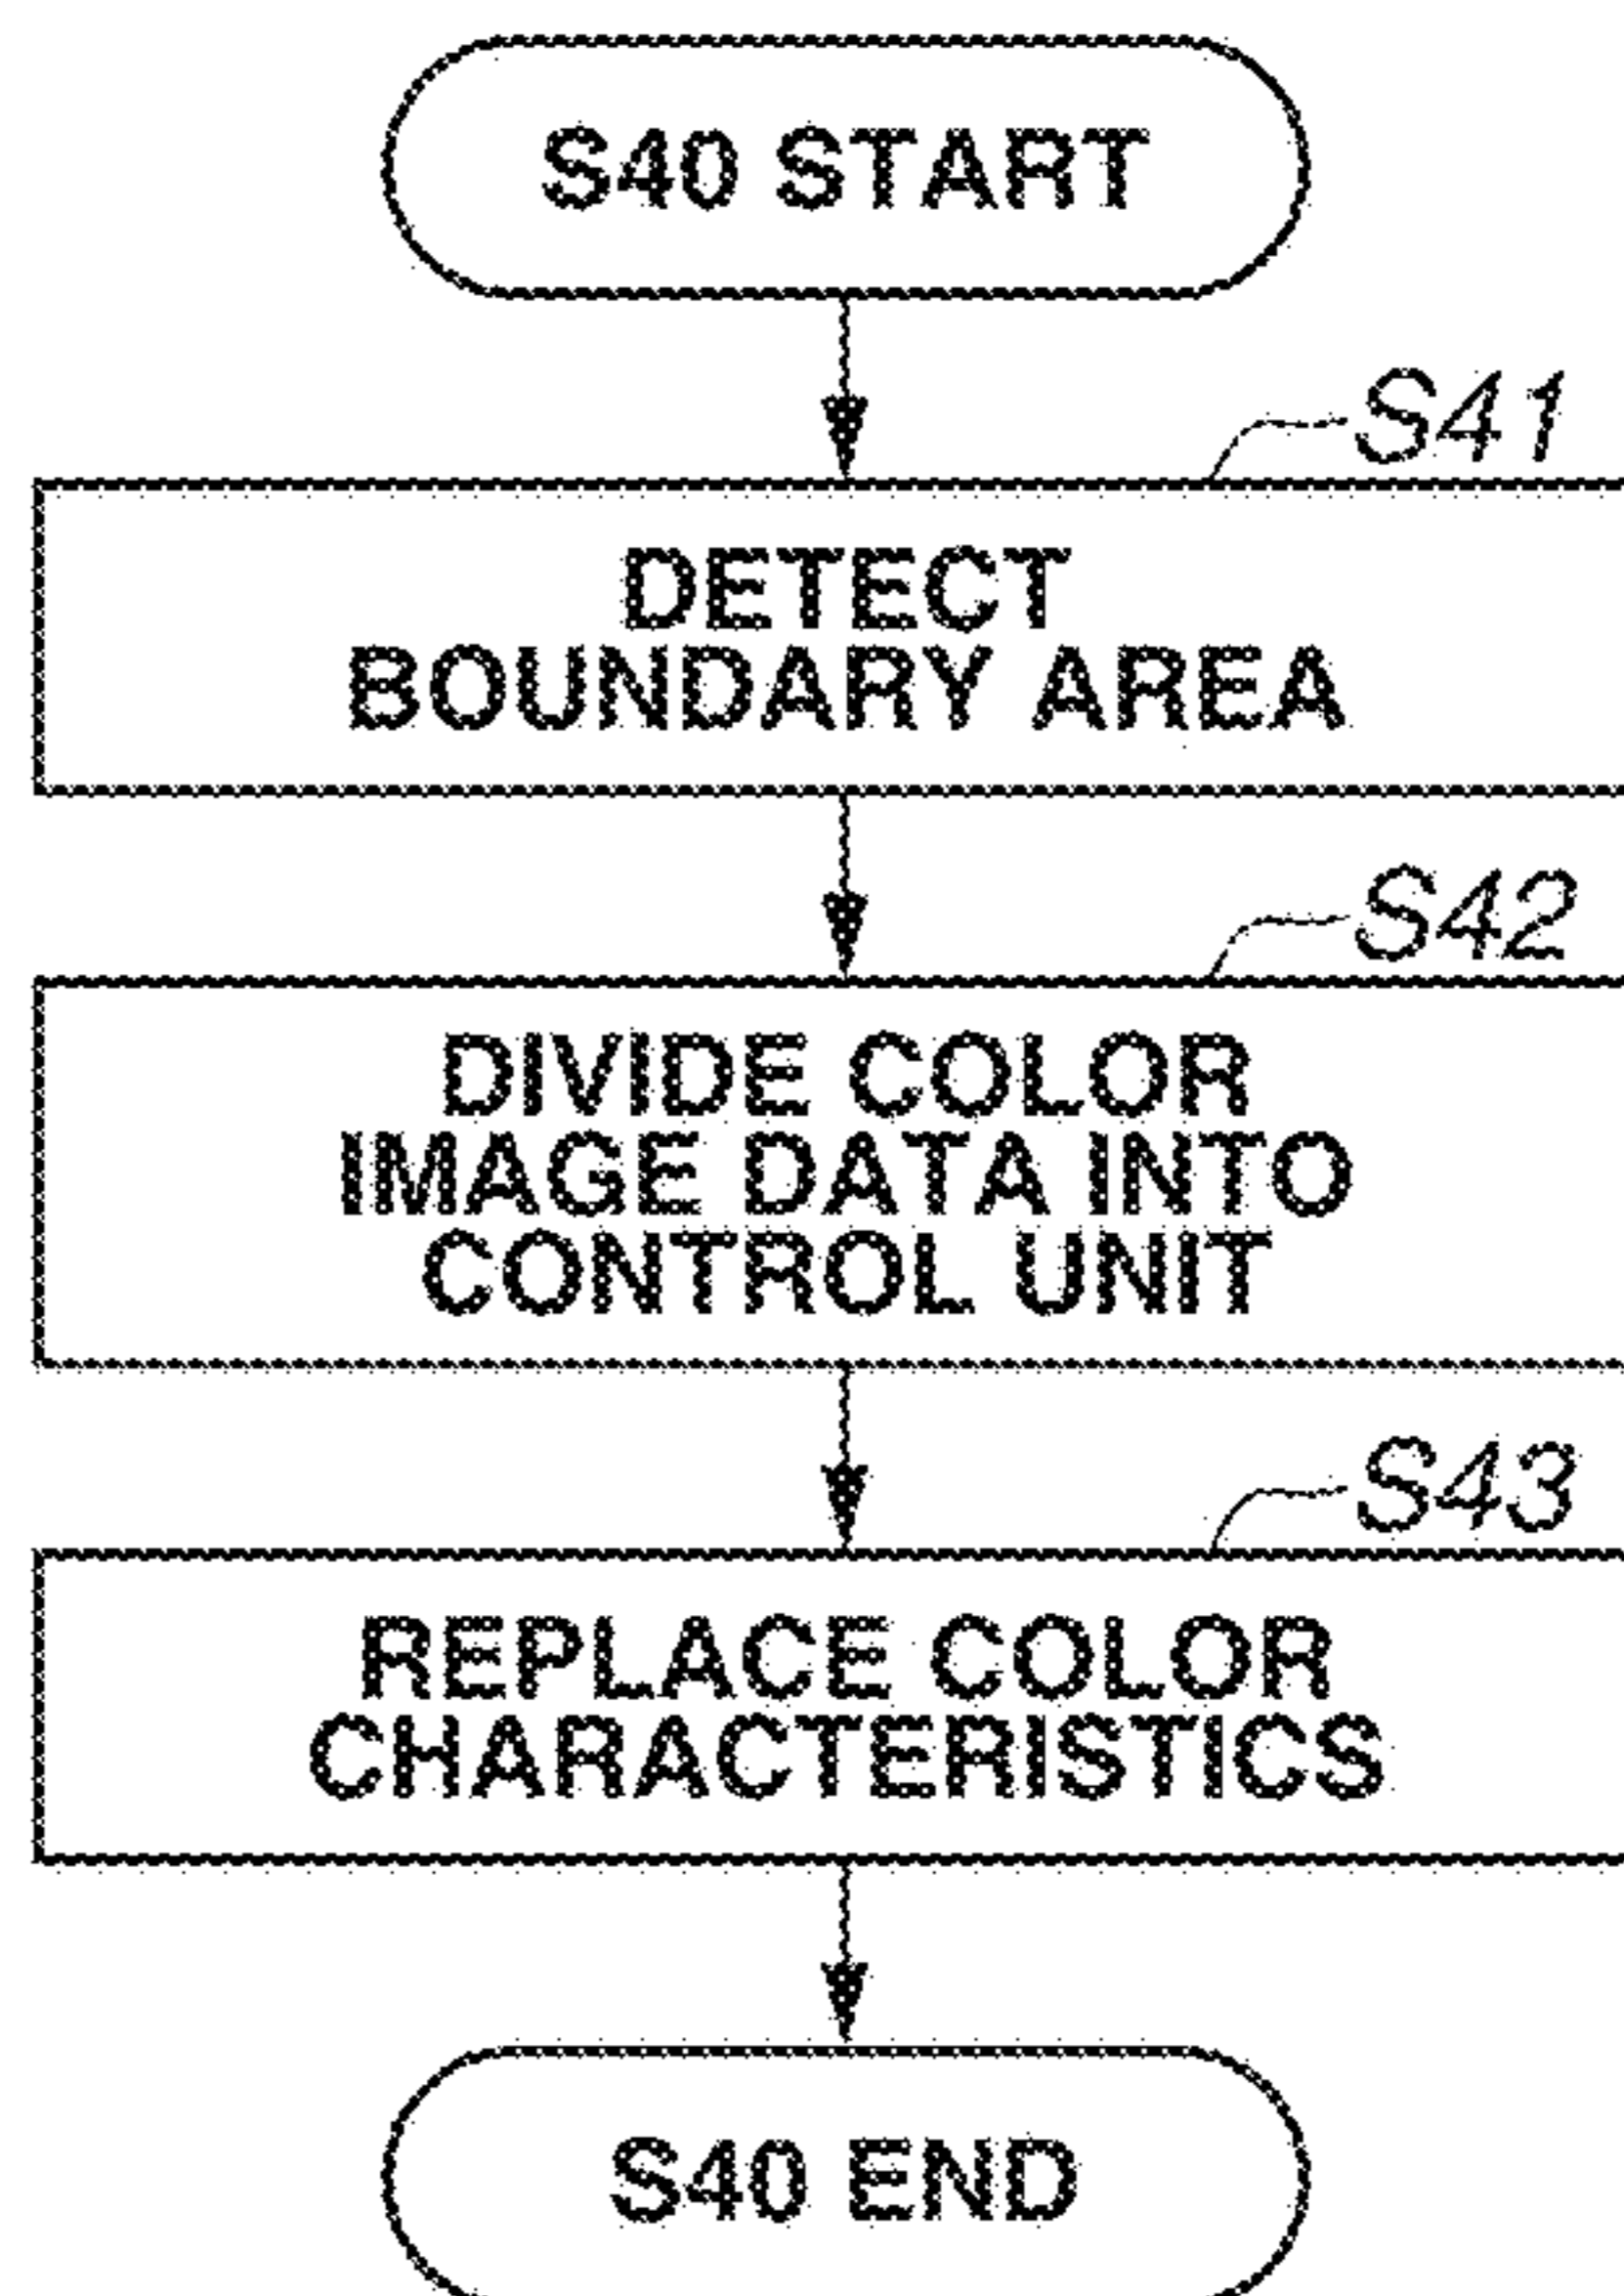 S40 START
S41
DETECT
BOUNDARY AREA
S42
DIVIDE COLOR
IMAGE DATA INTO
CONTROL UNIT
S43
REPLACE COLOR
CHARACTERISTICS
S40 END